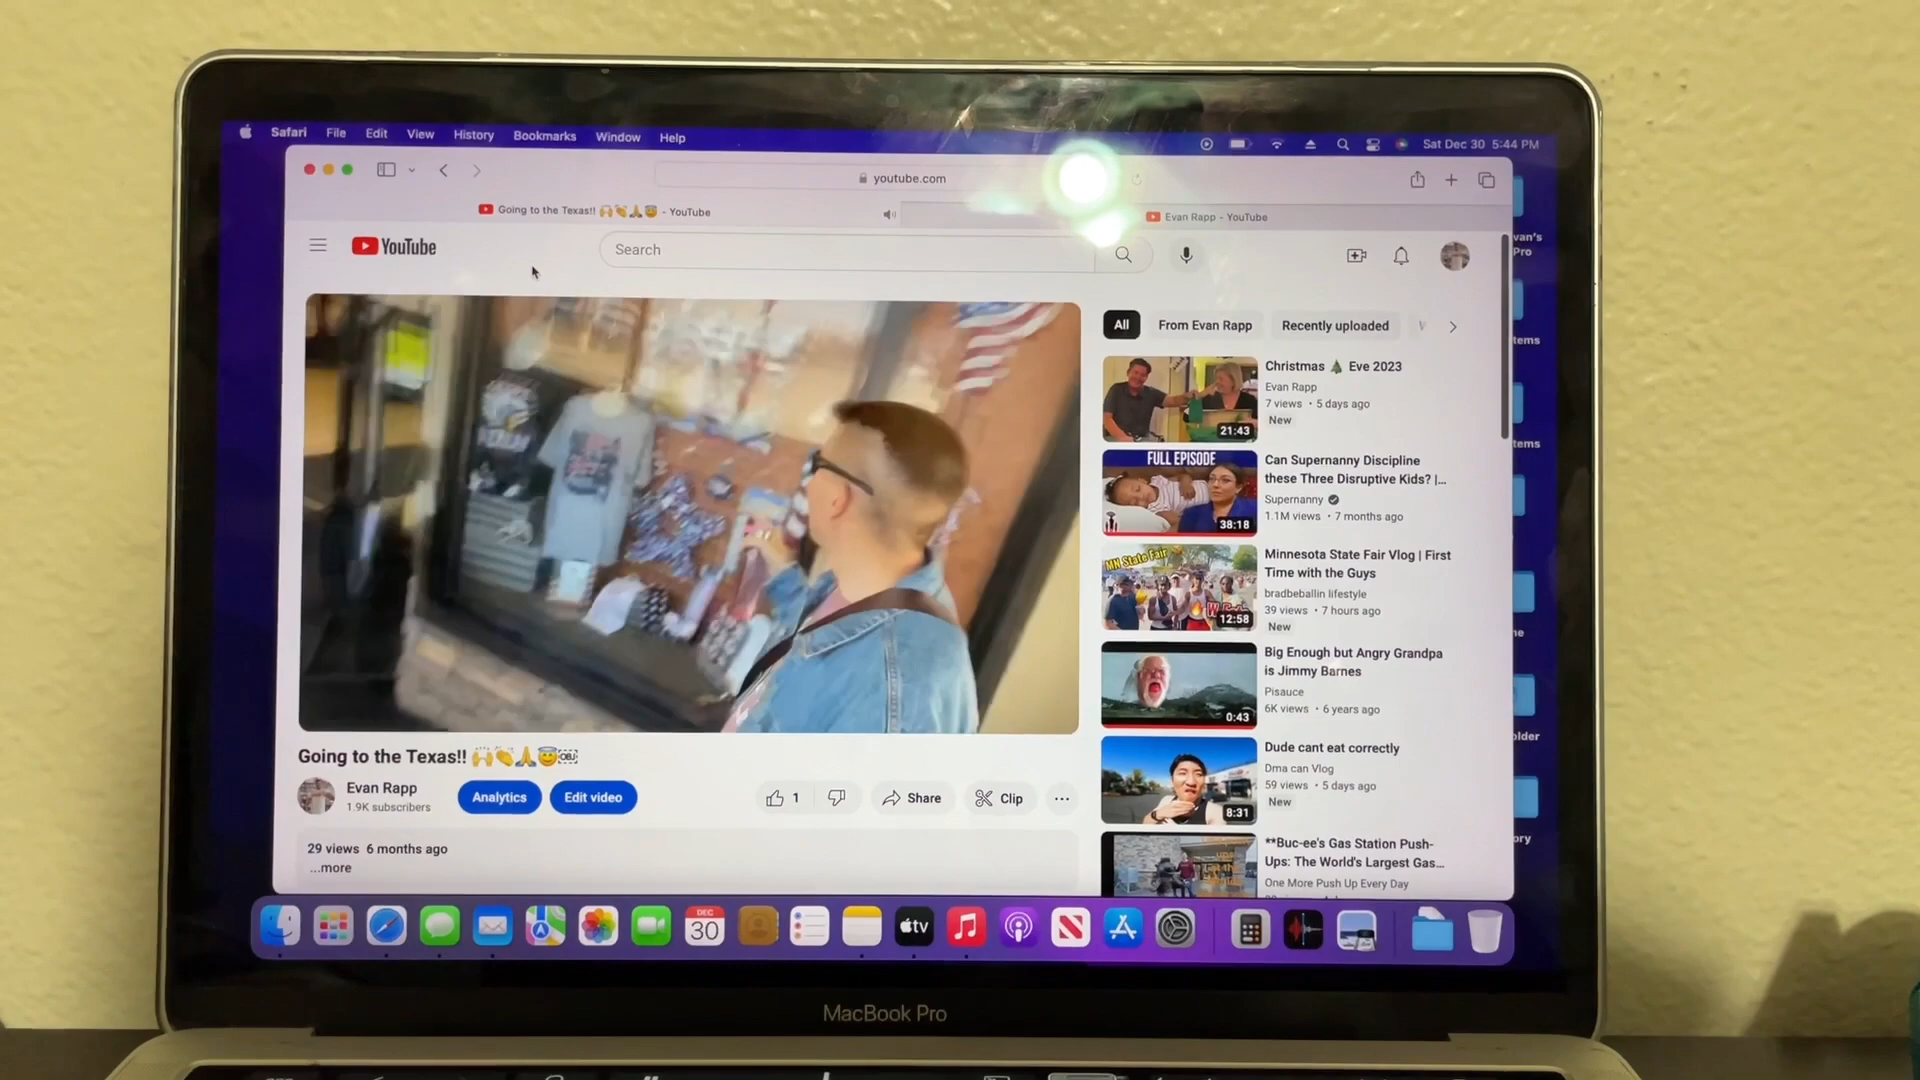 Safari File Edit View History Bookmarks Window Help
Sat Dec 30 5:44 PM
youtube.com
Going to the Texas!! 🙌👏🙏😇 - YouTube
Evan Rapp - YouTube
YouTube
Search
van's
Pro
All
From Evan Rapp
Recently uploaded
tems
Christmas 🎄 Eve 2023
Evan Rapp
7 views • 5 days ago
New
21:43
tems
FULL EPISODE
Can Supernanny Discipline
these Three Disruptive Kids? |...
Supernanny
1.1M views • 7 months ago
38:18
MN State Fair
Minnesota State Fair Vlog | First
Time with the Guys
bradbeballin lifestyle
39 views • 7 hours ago
New
12:58
ne
Big Enough but Angry Grandpa
is Jimmy Barnes
Pisauce
6K views • 6 years ago
0:43
older
Dude cant eat correctly
Dma can Vlog
59 views • 5 days ago
New
8:31
ory
**Buc-ee's Gas Station Push-
Ups: The World's Largest Gas...
One More Push Up Every Day
Going to the Texas!! 🙌👏🙏😇OBJ
Evan Rapp
1.9K subscribers
Analytics
Edit video
1
Share
Clip
...
29 views 6 months ago
...more
DEC
30
tv
MacBook Pro